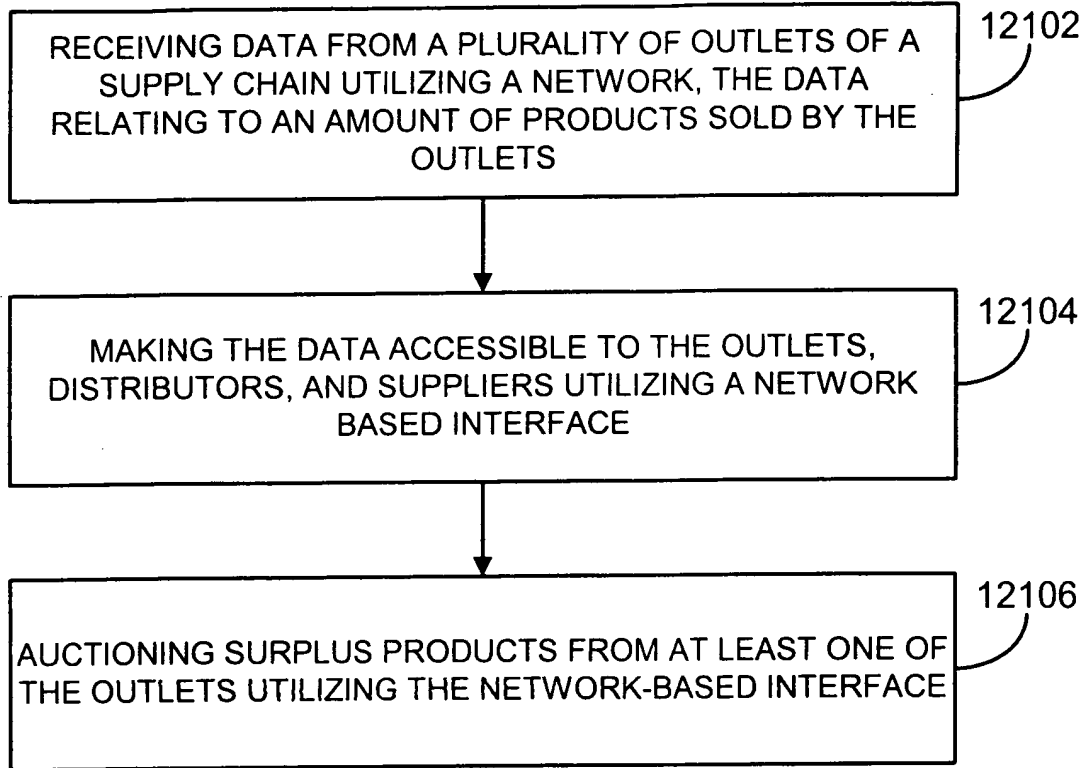 RECEIVING DATA FROM A PLURALITY OF OUTLETS OF A
SUPPLY CHAIN UTILIZING A NETWORK, THE DATA
RELATING TO AN AMOUNT OF PRODUCTS SOLD BY THE
OUTLETS
12102
MAKING THE DATA ACCESSIBLE TO THE OUTLETS,
DISTRIBUTORS, AND SUPPLIERS UTILIZING A NETWORK
BASED INTERFACE
12104
AUCTIONING SURPLUS PRODUCTS FROM AT LEAST ONE OF
THE OUTLETS UTILIZING THE NETWORK-BASED INTERFACE
12106